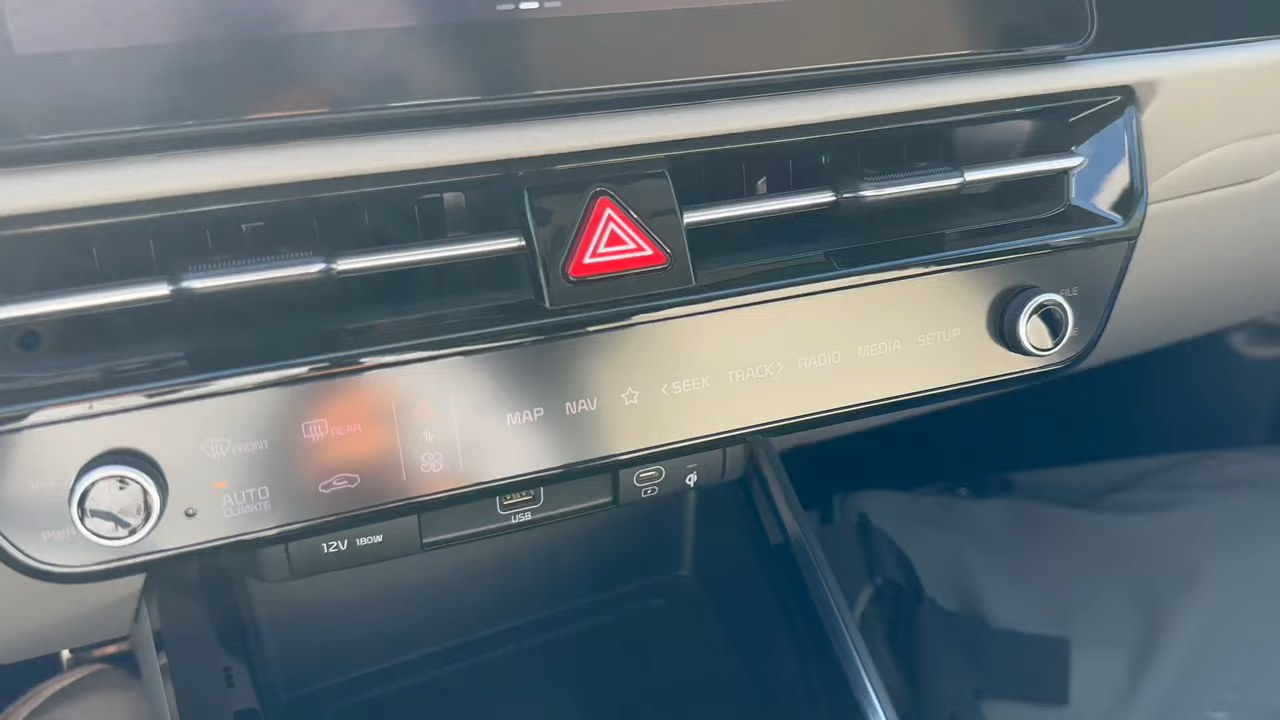 FRONT
REAR
AUTO
CLIMATE
MAP
NAV
<SEEK
TRACK>
RADIO
MEDIA
SETUP
FILE
12V 180W
USB